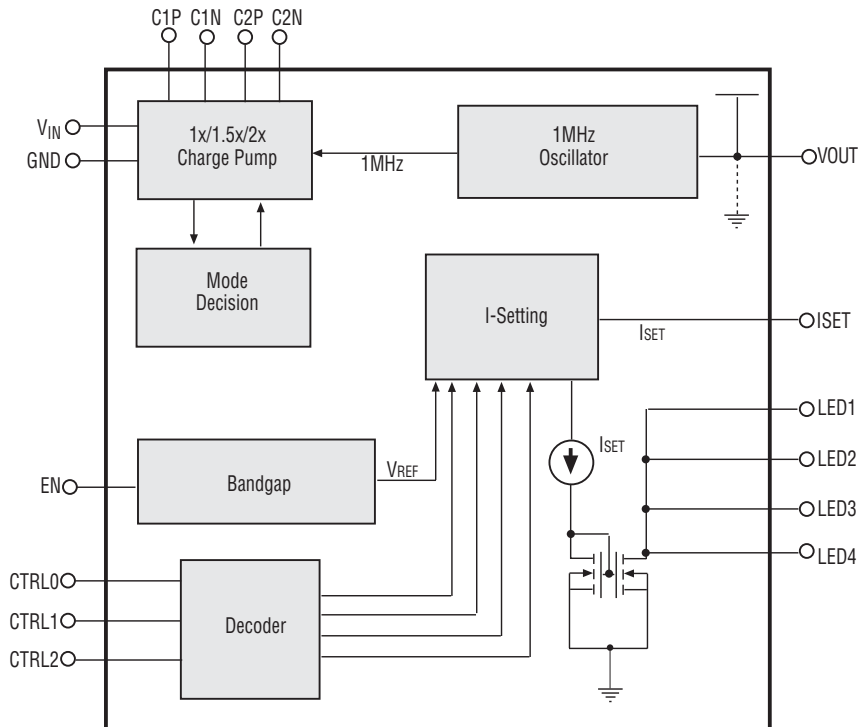 C1P C1N C2P C2N
VIN
GND
1x/1.5x/2x
Charge Pump
1MHz
1MHz
Oscillator
VOUT
Mode
Decision
I-Setting
ISET
ISET
LED1
LED2
LED3
LED4
ISET
EN
Bandgap
VREF
CTRL0
CTRL1
CTRL2
Decoder